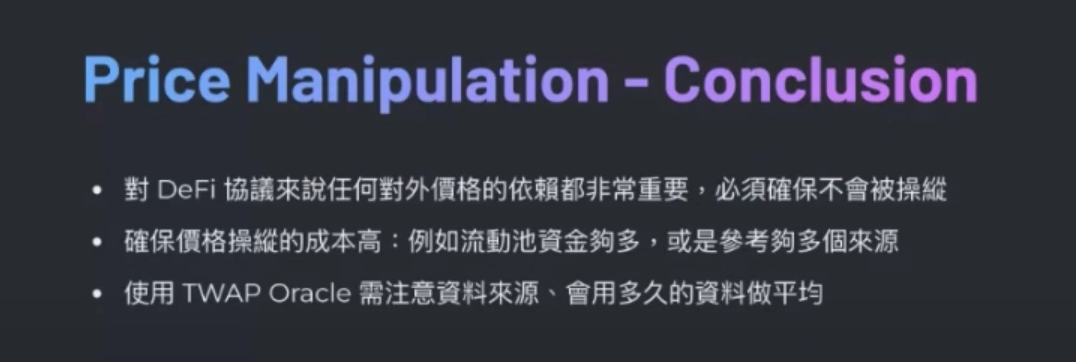 Price Manipulation - Conclusion
• 對 DeFi 協議來說任何對外價格的依賴都非常重要，必須確保不會被操縱
• 確保價格操縱的成本高：例如流動池資金夠多，或是參考夠多個來源
• 使用 TWAP Oracle 需注意資料來源、會用多久的資料做平均